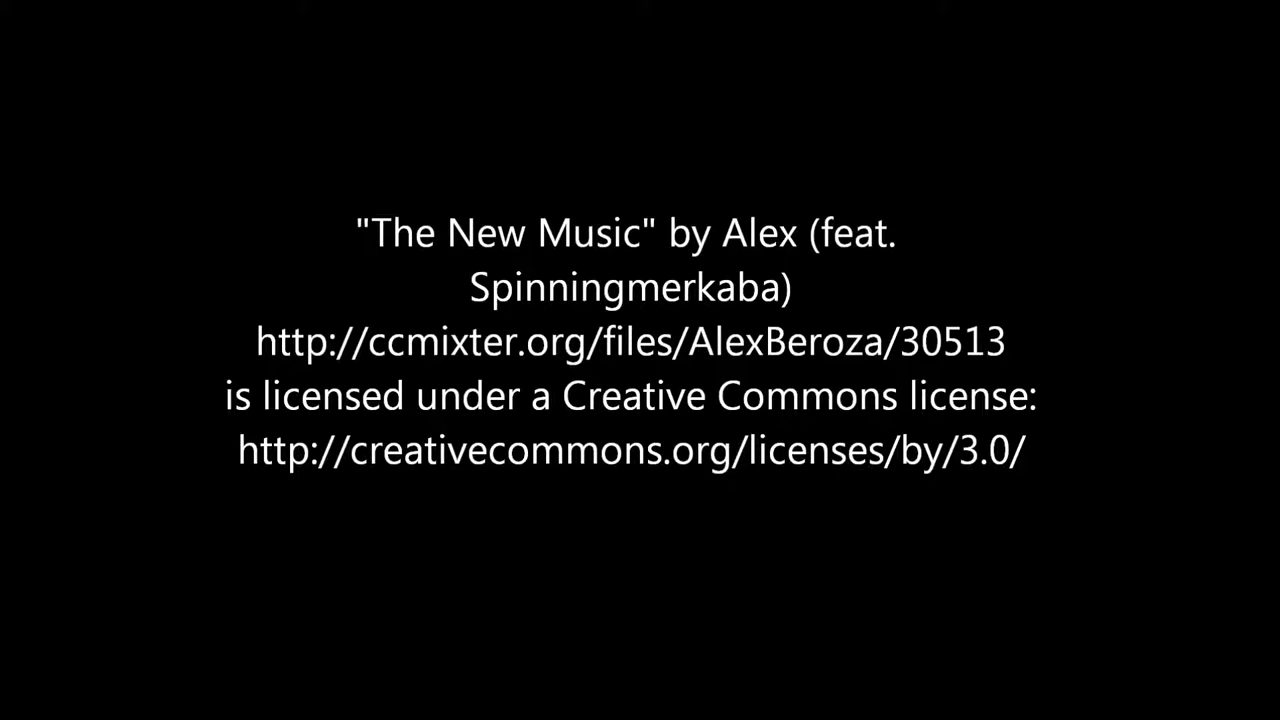 "The New Music" by Alex (feat.
Spinningmerkaba)
http://ccmixter.org/files/AlexBeroza/30513
is licensed under a Creative Commons license:
http://creativecommons.org/licenses/by/3.0/